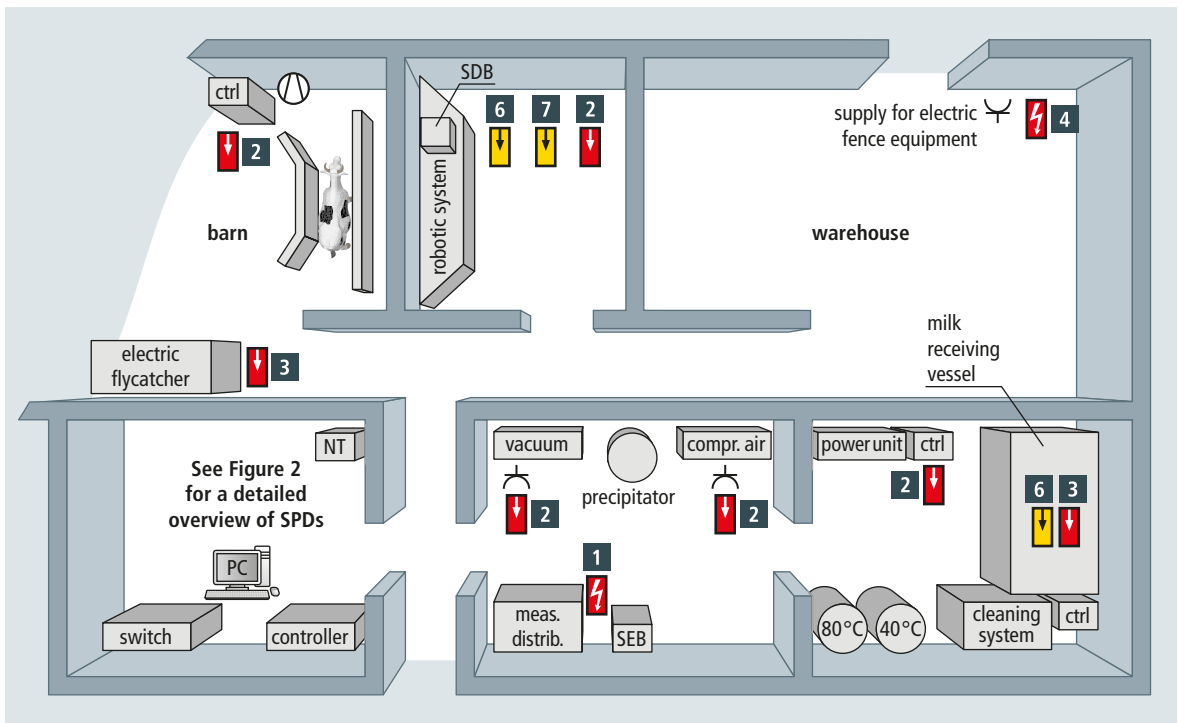 SDB
ctrl
6
7
2
supply for electric
fence equipment
4
2
robotic system
barn
warehouse
milk
receiving
vessel
electric
flycatcher
3
NT
vacuum
compr. air
power unit
ctrl
See Figure 2
for a detailed
overview of SPDs
precipitator
2
6
3
2
2
1
PC
meas.
distrib.
SEB
80°C
40°C
cleaning
system
ctrl
switch
controller